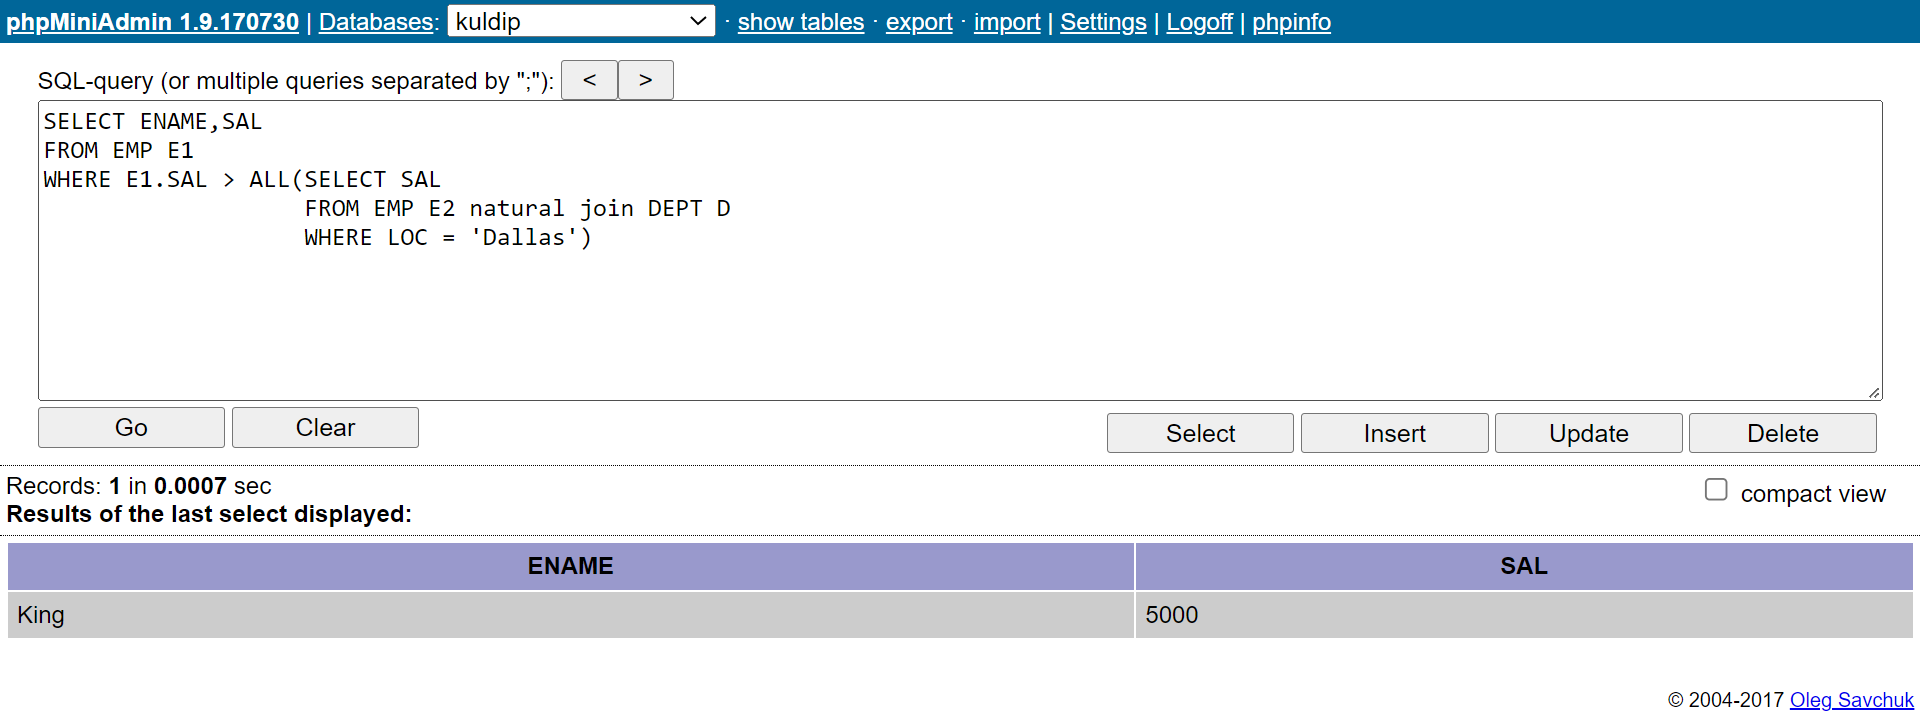 phpMiniAdmin 1.9.170730 | Databases: kuldip · show tables · export · import | Settings | Logoff | phpinfo
SQL-query (or multiple queries separated by ";"): < >
SELECT ENAME,SAL
FROM EMP E1
WHERE E1.SAL > ALL(SELECT SAL
FROM EMP E2 natural join DEPT D
WHERE LOC = 'Dallas')
Go Clear Select Insert Update Delete
Records: 1 in 0.0007 sec compact view
Results of the last select displayed:
ENAME SAL
King 5000
© 2004-2017 Oleg Savchuk